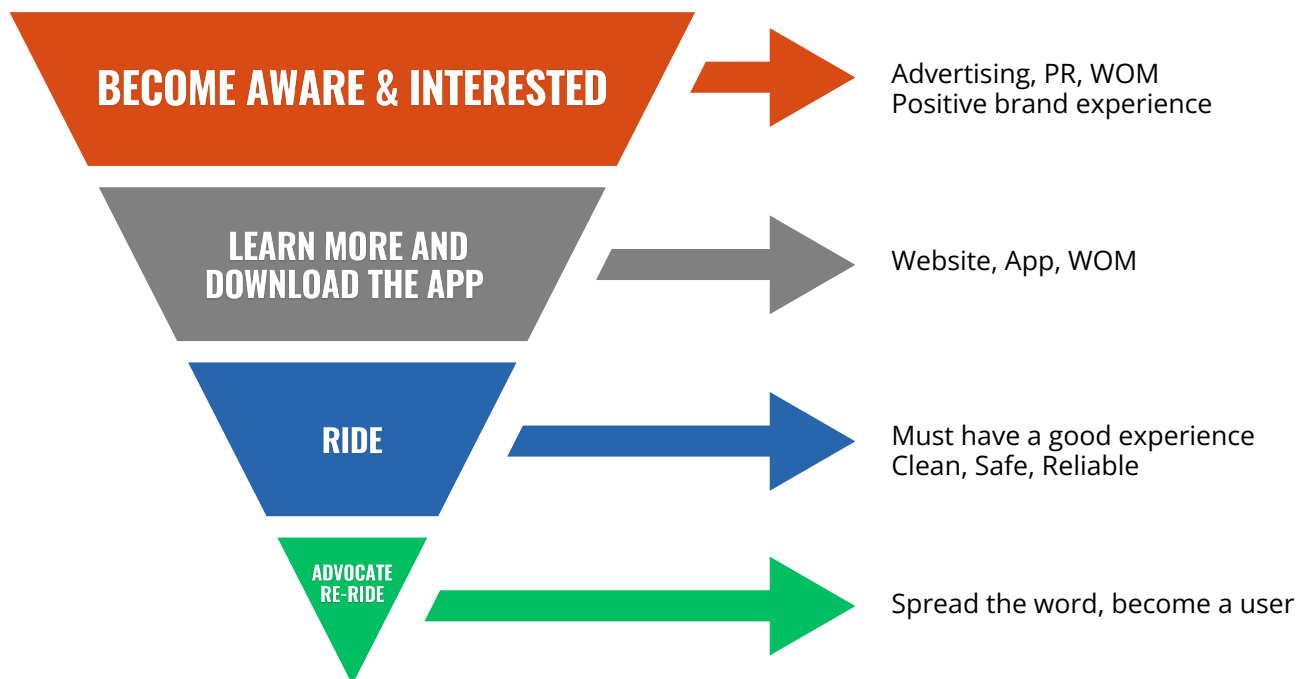 BECOME AWARE & INTERESTED
Advertising, PR, WOM
Positive brand experience
LEARN MORE AND
DOWNLOAD THE APP
Website, App, WOM
RIDE
Must have a good experience
Clean, Safe, Reliable
ADVOCATE
RE-RIDE
Spread the word, become a user